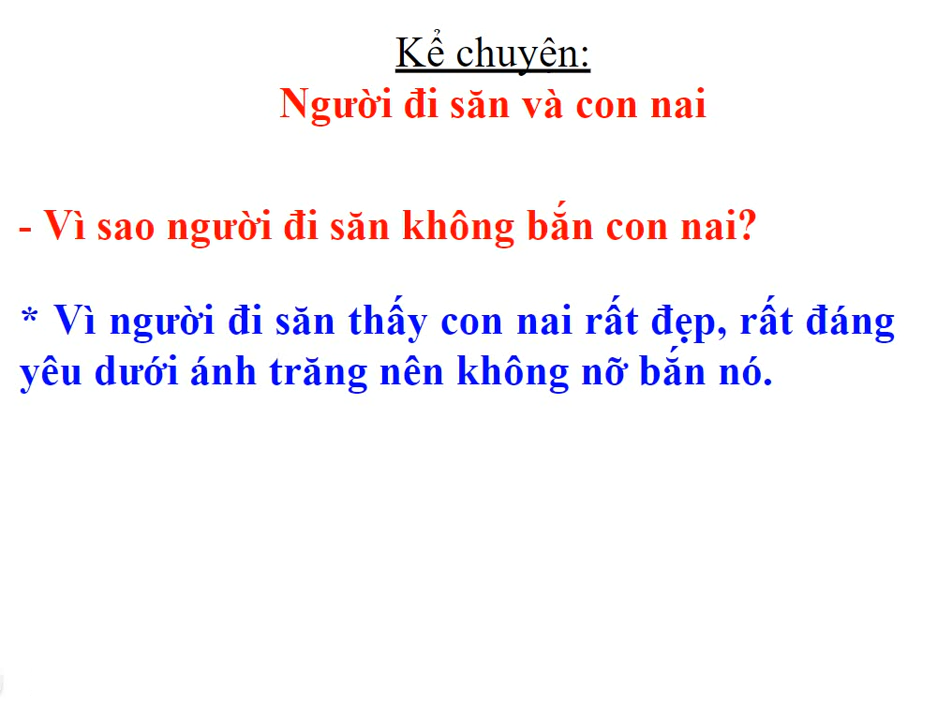 Kể chuyện:
Người đi săn và con nai
- Vì sao người đi săn không bắn con nai?
* Vì người đi săn thấy con nai rất đẹp, rất đáng
yêu dưới ánh trăng nên không nỡ bắn nó.